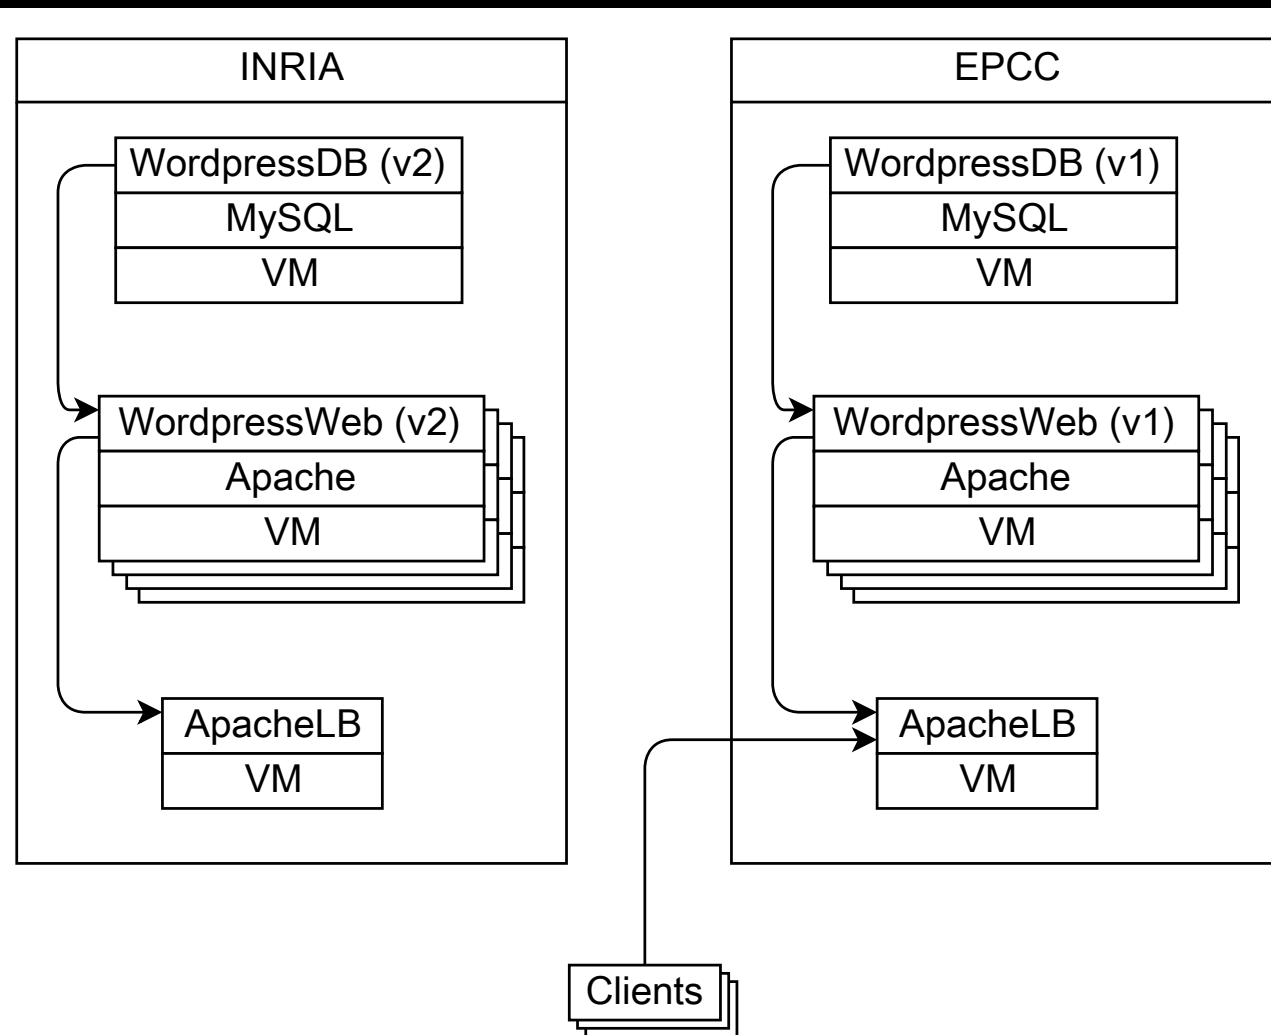 INRIA
WordpressDB (v2)
MySQL
VM
WordpressWeb (v2)
Apache
VM
ApacheLB
VM
EPCC
WordpressDB (v1)
MySQL
VM
WordpressWeb (v1)
Apache
VM
ApacheLB
VM
Clients